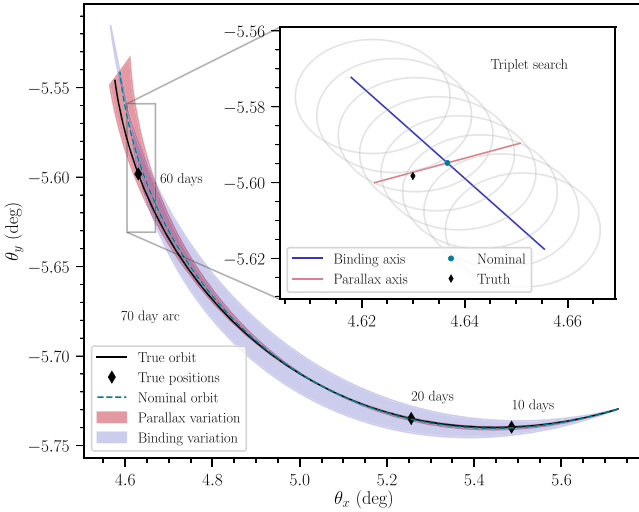 −5.55
−5.60
−5.65
−5.70
−5.75
θy (deg)
4.6
4.8
5.0
5.2
5.4
5.6
θx (deg)
60 days
70 day arc
20 days
10 days
True orbit
True positions
Nominal orbit
Parallax variation
Binding variation
−5.56
−5.58
−5.60
−5.62
4.62
4.64
4.66
Triplet search
Binding axis
Parallax axis
Nominal
Truth